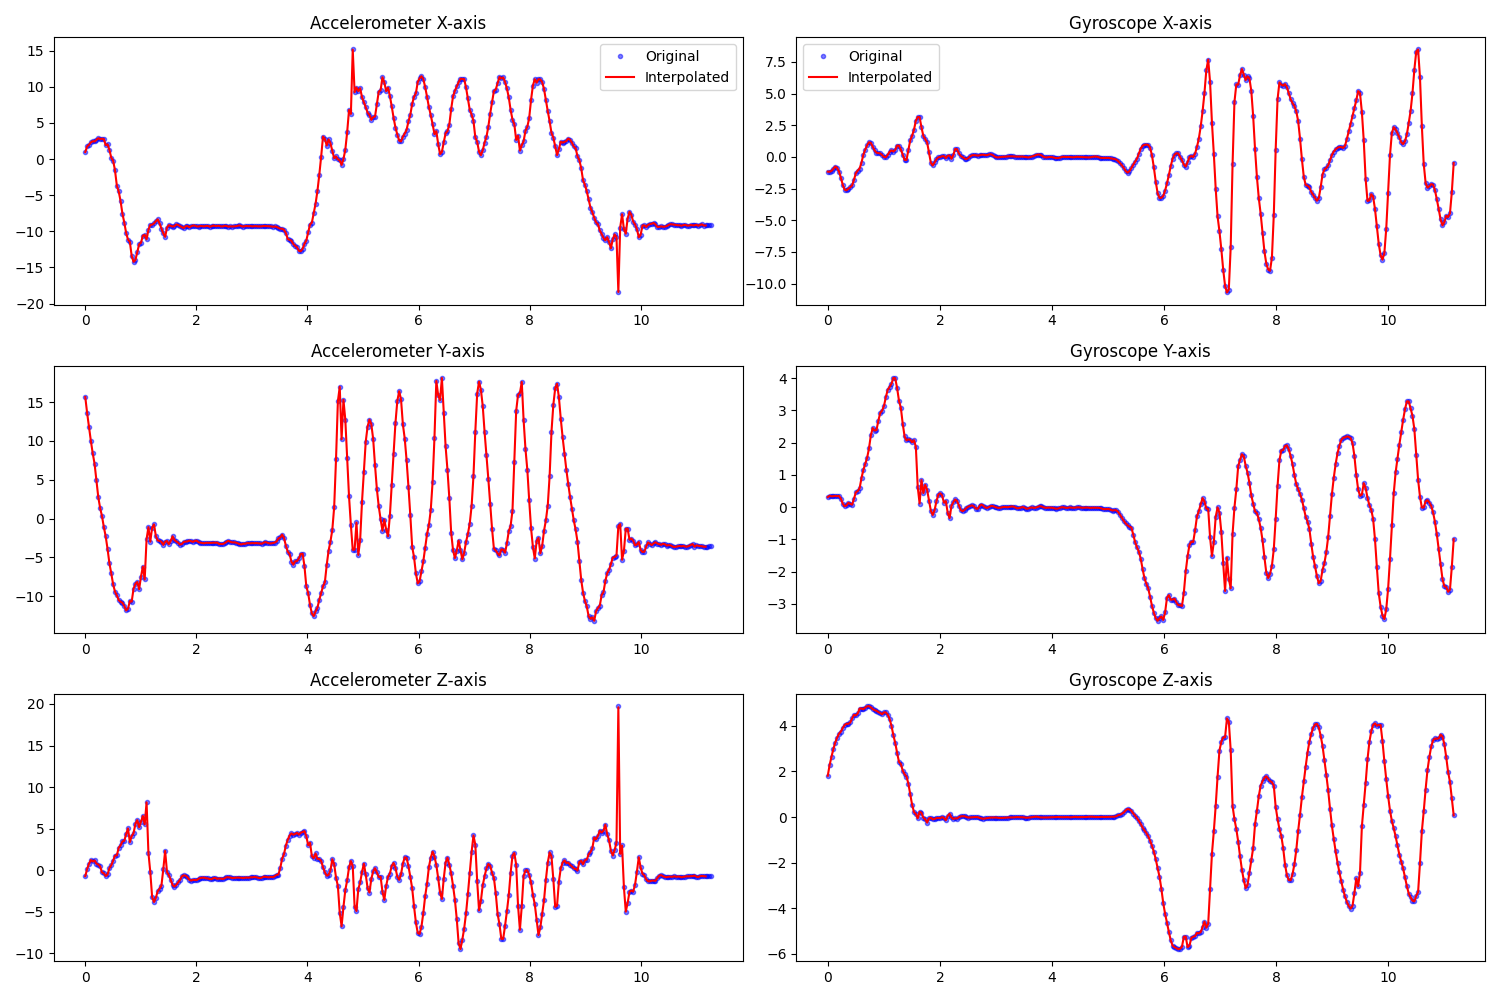 Accelerometer X-axis
15
10
5
0
−5
−10
−15
−20
0 2 4 6 8 10
Original
Interpolated
Gyroscope X-axis
7.5
5.0
2.5
0.0
−2.5
−5.0
−7.5
−10.0
0 2 4 6 8 10
Original
Interpolated
Accelerometer Y-axis
15
10
5
0
−5
−10
0 2 4 6 8 10
Gyroscope Y-axis
4
3
2
1
0
−1
−2
−3
0 2 4 6 8 10
Accelerometer Z-axis
20
15
10
5
0
−5
−10
0 2 4 6 8 10
Gyroscope Z-axis
4
2
0
−2
−4
−6
0 2 4 6 8 10